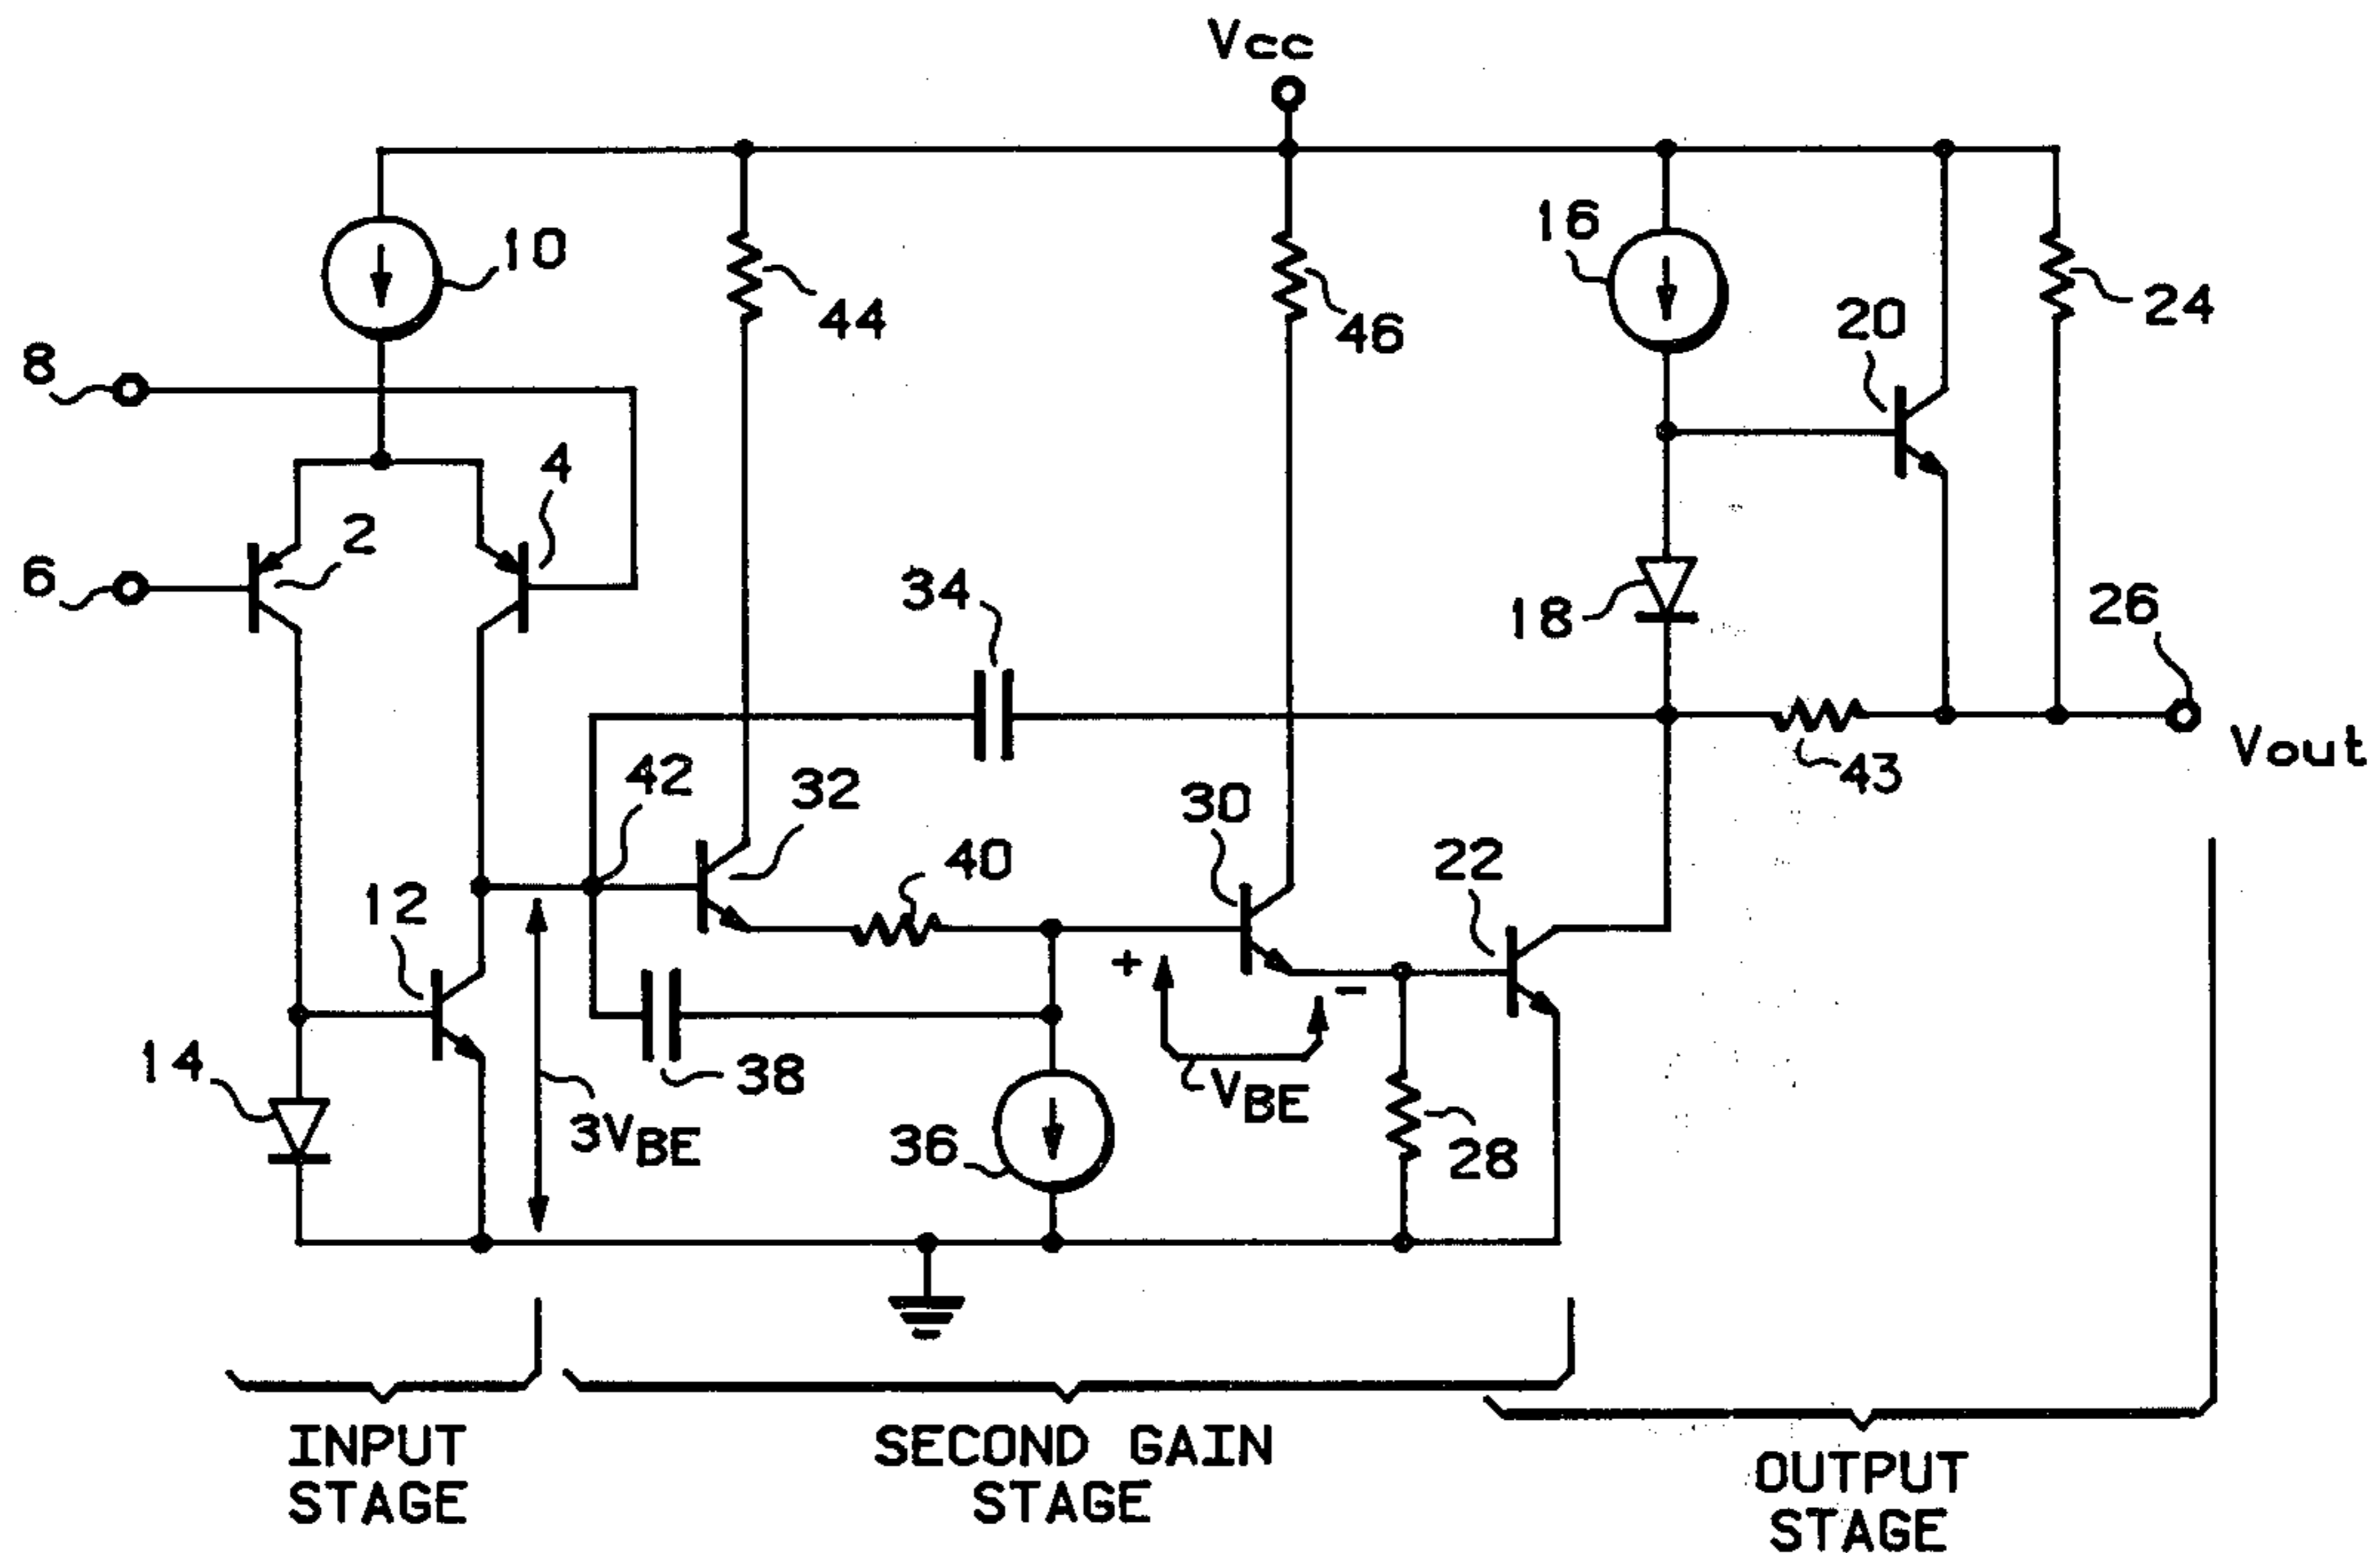 Vcc
10
16
44
46
20
24
8
4
2
6
34
18
26
Vout
42
32
43
30
40
22
12
+
-
14
38
VBE
3VBE
36
28
INPUT
STAGE
SECOND GAIN
STAGE
OUTPUT
STAGE